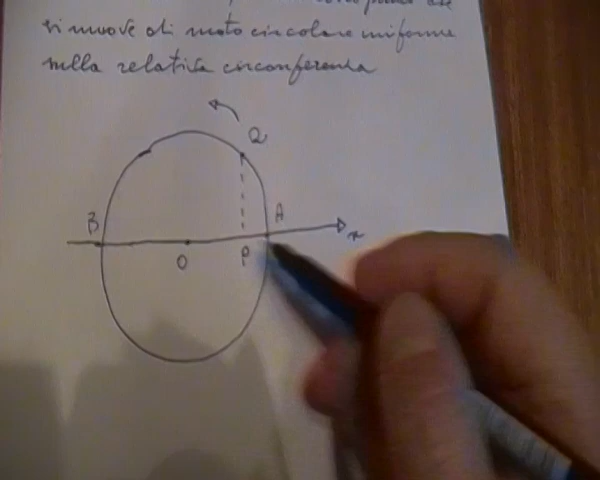 si muove di moto circolare uniforme
sulla relativa circonferenza
Q
B
A
x
O
P